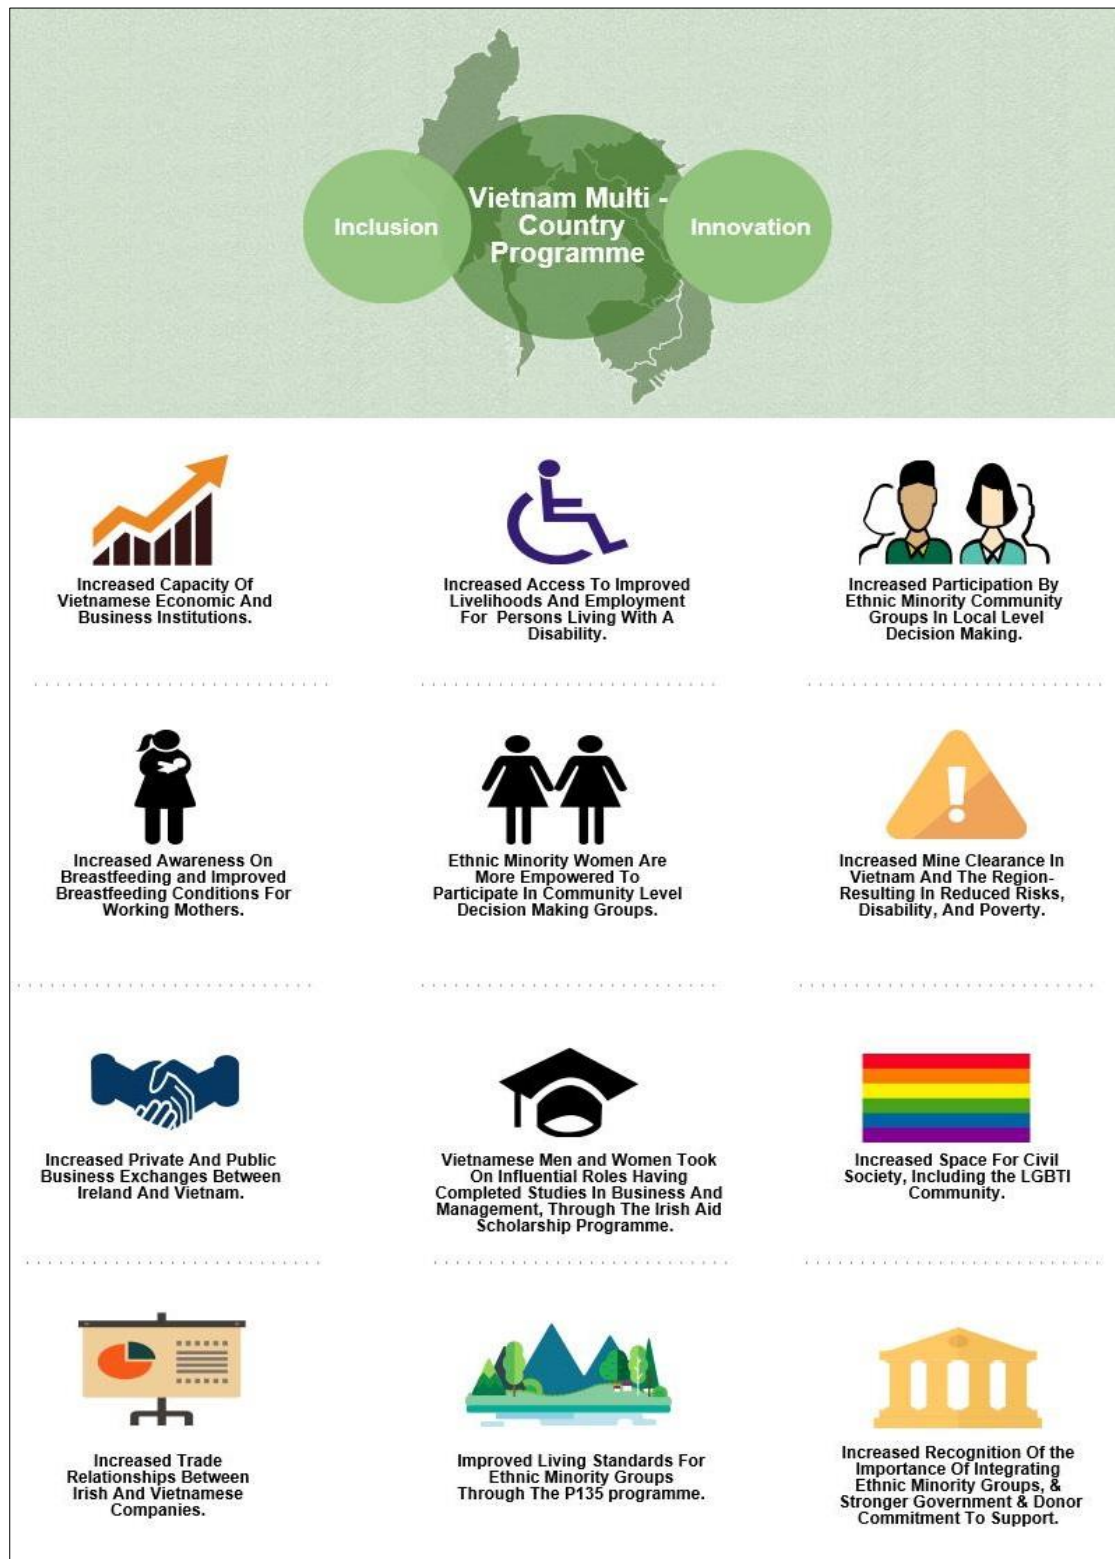 Inclusion
Vietnam Multi -
Country
Programme
Innovation
Increased Capacity Of
Vietnamese Economic And
Business Institutions.
Increased Access To Improved
Livelihoods And Employment
For Persons Living With A
Disability.
Increased Participation By
Ethnic Minority Community
Groups In Local Level
Decision Making.
Increased Awareness On
Breastfeeding and Improved
Breastfeeding Conditions For
Working Mothers.
Ethnic Minority Women Are
More Empowered To
Participate In Community Level
Decision Making Groups.
Increased Mine Clearance In
Vietnam And The Region-
Resulting In Reduced Risks,
Disability, And Poverty.
Increased Private And Public
Business Exchanges Between
Ireland And Vietnam.
Vietnamese Men and Women Took
On Influential Roles Having
Completed Studies In Business And
Management, Through The Irish Aid
Scholarship Programme.
Increased Space For Civil
Society, Including the LGBTI
Community.
Increased Trade
Relationships Between
Irish And Vietnamese
Companies.
Improved Living Standards For
Ethnic Minority Groups
Through The P135 programme.
Increased Recognition Of the
Importance Of Integrating
Ethnic Minority Groups, &
Stronger Government & Donor
Commitment To Support.